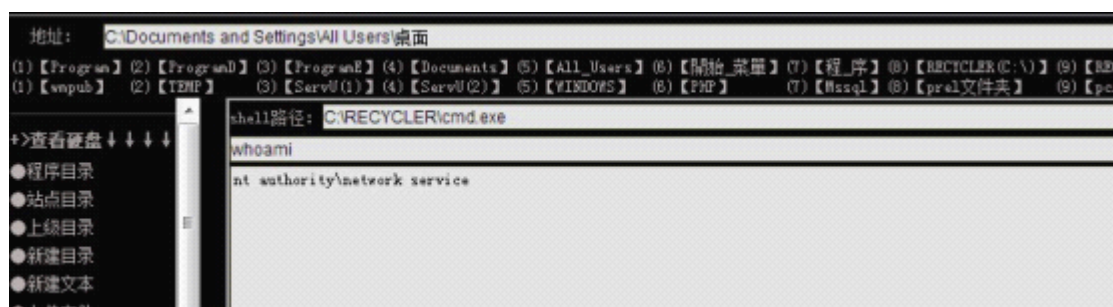 地址: C:\Documents and Settings\All Users\桌面
(1)【Program】(2)【ProgramD】(3)【ProgramE】(4)【Documents】(5)【All_Users】(6)【開始_菜單】(7)【程_序】(8)【RECYCLER(C:\)】(9)
(1)【wmpub】(2)【TEMP】(3)【ServU(1)】(4)【ServU(2)】(5)【WINDOWS】(6)【PHP】(7)【Mssql】(8)【prel文件夹】(9)【pc
shell路径: C:\RECYCLER\cmd.exe
+>查看硬盘↓↓↓↓
whoami
●程序目录
nt authority\network service
●站点目录
●上级目录
●新建目录
●新建文本